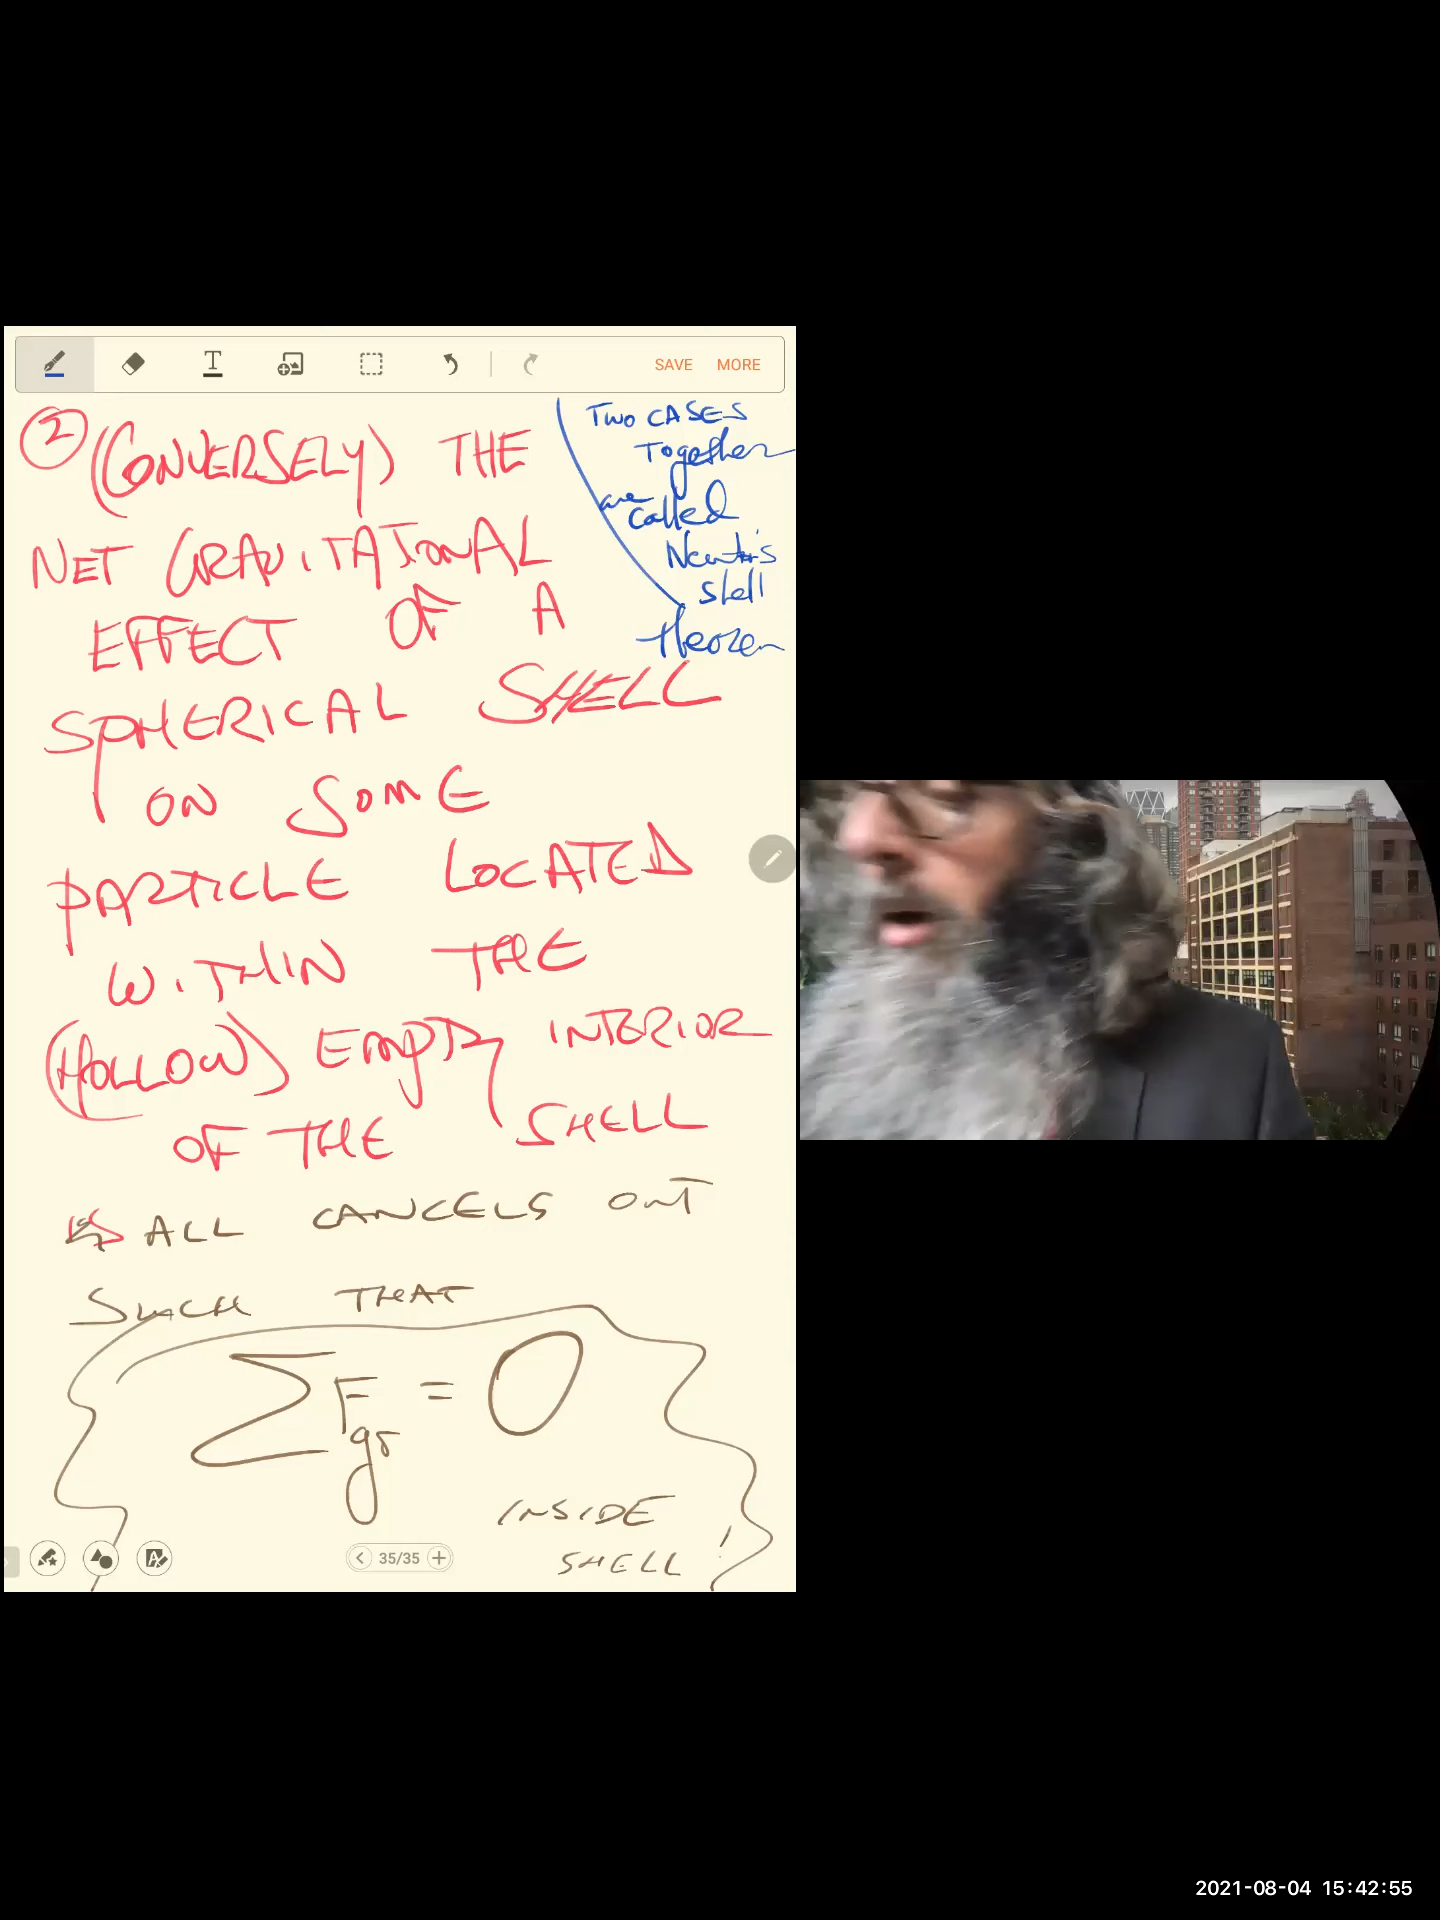 T
SAVE MORE
② (CONVERSELY) THE
NET GRAVITATIONAL
EFFECT OF A
SPHERICAL SHELL
ON SOME
PARTICLE LOCATED
WITHIN THE
(HOLLOW) EMPTY INTERIOR
OF THE SHELL
IS ALL CANCELS OUT
SUCH THAT
ΣFgr = 0
INSIDE
SHELL!
TWO CASES
Together
are called
Newton's
Shell
theorem
35/35
2021-08-04 15:42:55